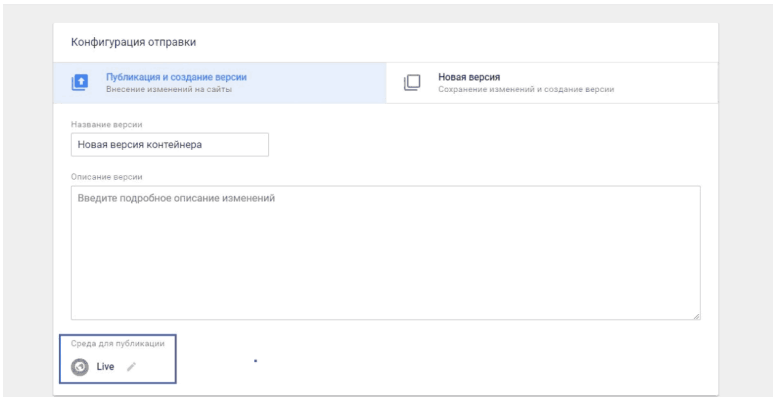 Конфигурация отправки
Публикация и создание версии
Внесение изменений на сайты
Новая версия
Сохранение изменений и создание версии
Название версии
Новая версия контейнера
Описание версии
Введите подробное описание изменений
Среда для публикации
Live